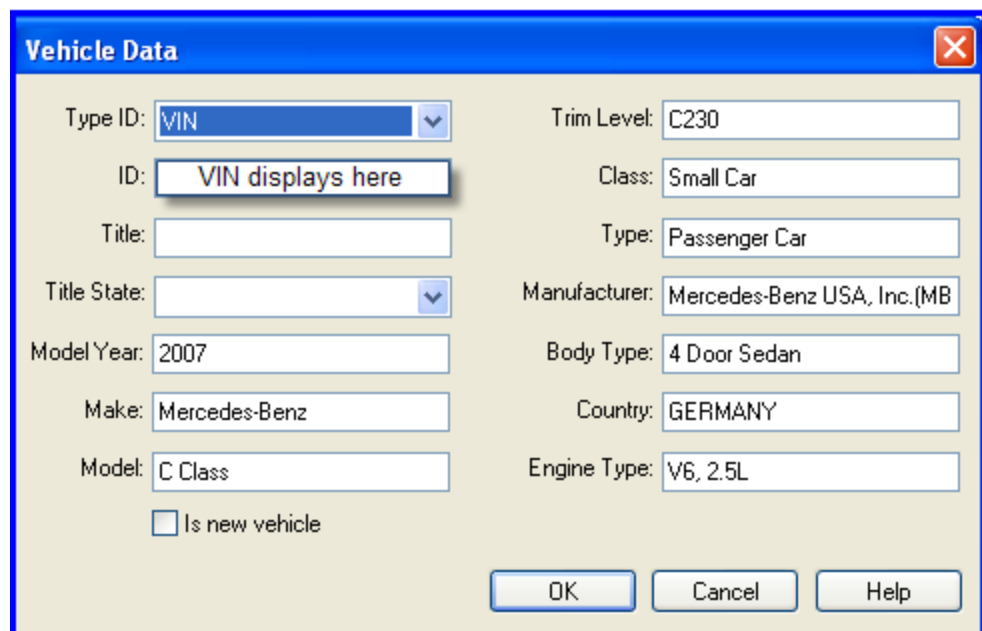 Vehicle Data
Type ID: VIN
ID: VIN displays here
Title:
Title State:
Model Year: 2007
Make: Mercedes-Benz
Model: C Class
Is new vehicle
Trim Level: C230
Class: Small Car
Type: Passenger Car
Manufacturer: Mercedes-Benz USA, Inc.(MB
Body Type: 4 Door Sedan
Country: GERMANY
Engine Type: V6, 2.5L
OK Cancel Help